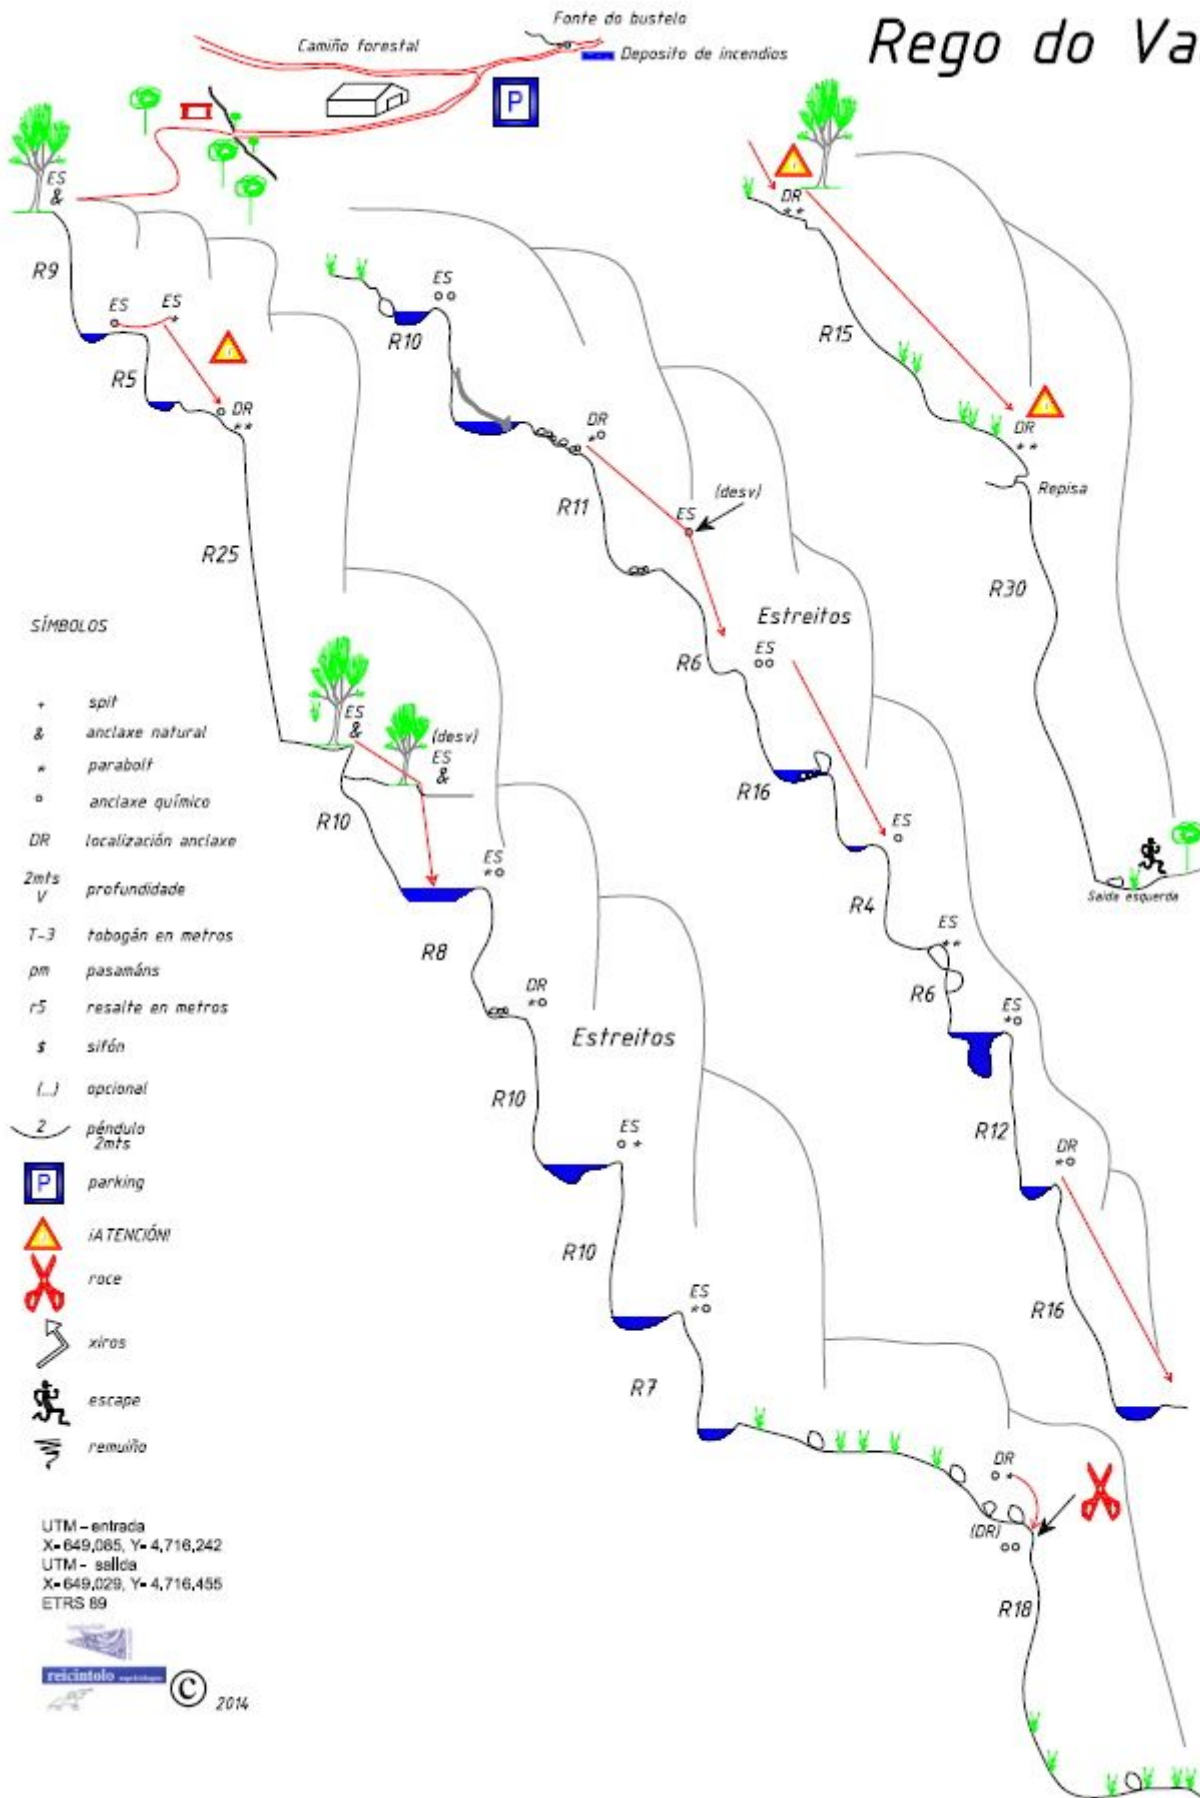 Fonte do bustelo
Camiño forestal
Deposito de incendios
Rego do Va
P
ES
&
R9
ES
ES
*
R5
DR
**
R25
ES
&
(desv)
ES
&
R10
ES
*o
R8
DR
*o
Estreitos
R10
ES
o *
R10
ES
*o
R7
DR
o *
(DR)
oo
R18
ES
oo
R10
DR
*o
R11
ES
(desv)
Estreitos
R6
ES
oo
R16
ES
o
R4
ES
**
R6
ES
*o
R12
DR
*o
R16
DR
**
R15
DR
**
Repisa
R30
Saida esquerda
SÍMBOLOS
+ spit
& anclaxe natural
* parabolt
o anclaxe químico
DR localización anclaxe
2mts
V profundidade
T-3 tobogán en metros
pm pasamáns
r5 resalte en metros
$ sifón
(...) opcional
2 péndulo
2mts
P parking
¡ATENCIÓN!
roce
xiros
escape
remuiño
UTM - entrada
X- 649,085, Y- 4,716,242
UTM - salida
X- 649,029, Y- 4,716,455
ETRS 89
reicintolo
© 2014